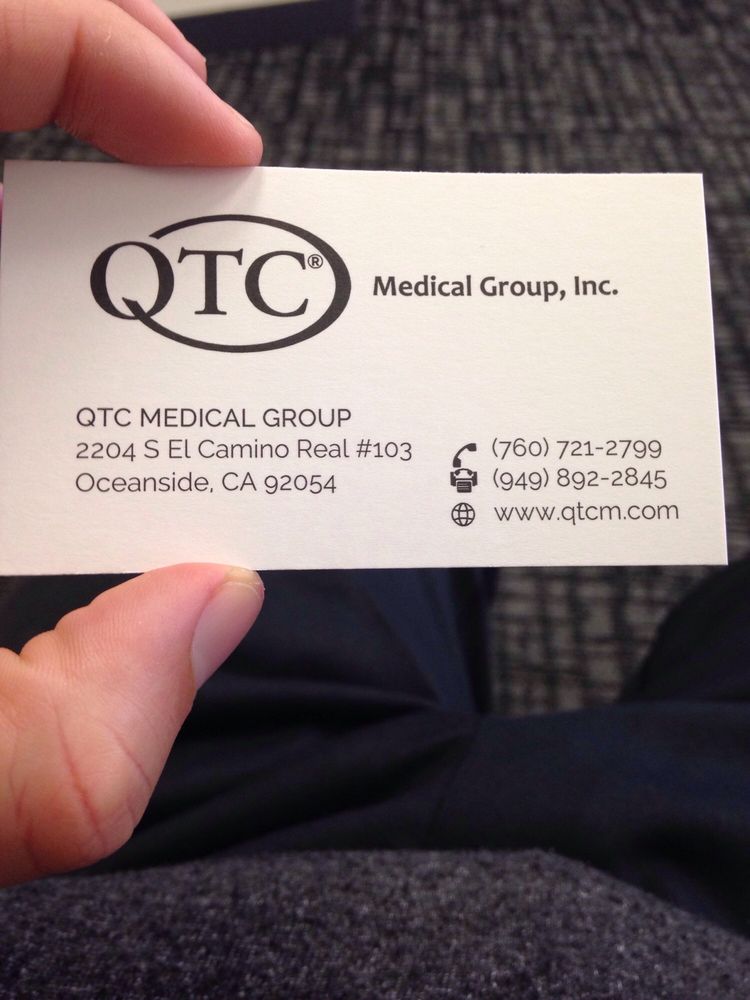 QTC® Medical Group, Inc.
QTC MEDICAL GROUP
2204 S El Camino Real #103
Oceanside, CA 92054
(760) 721-2799
(949) 892-2845
www.qtcm.com